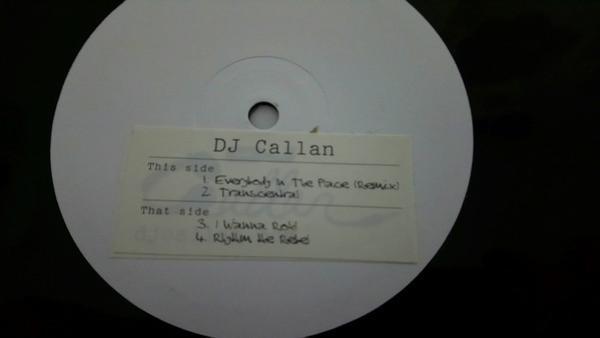 DJ Callan
This side
1. Everybody In The Place (Remix)
2. Transcentral
That side
3. I Wanna
4. Rhythm the Rebel